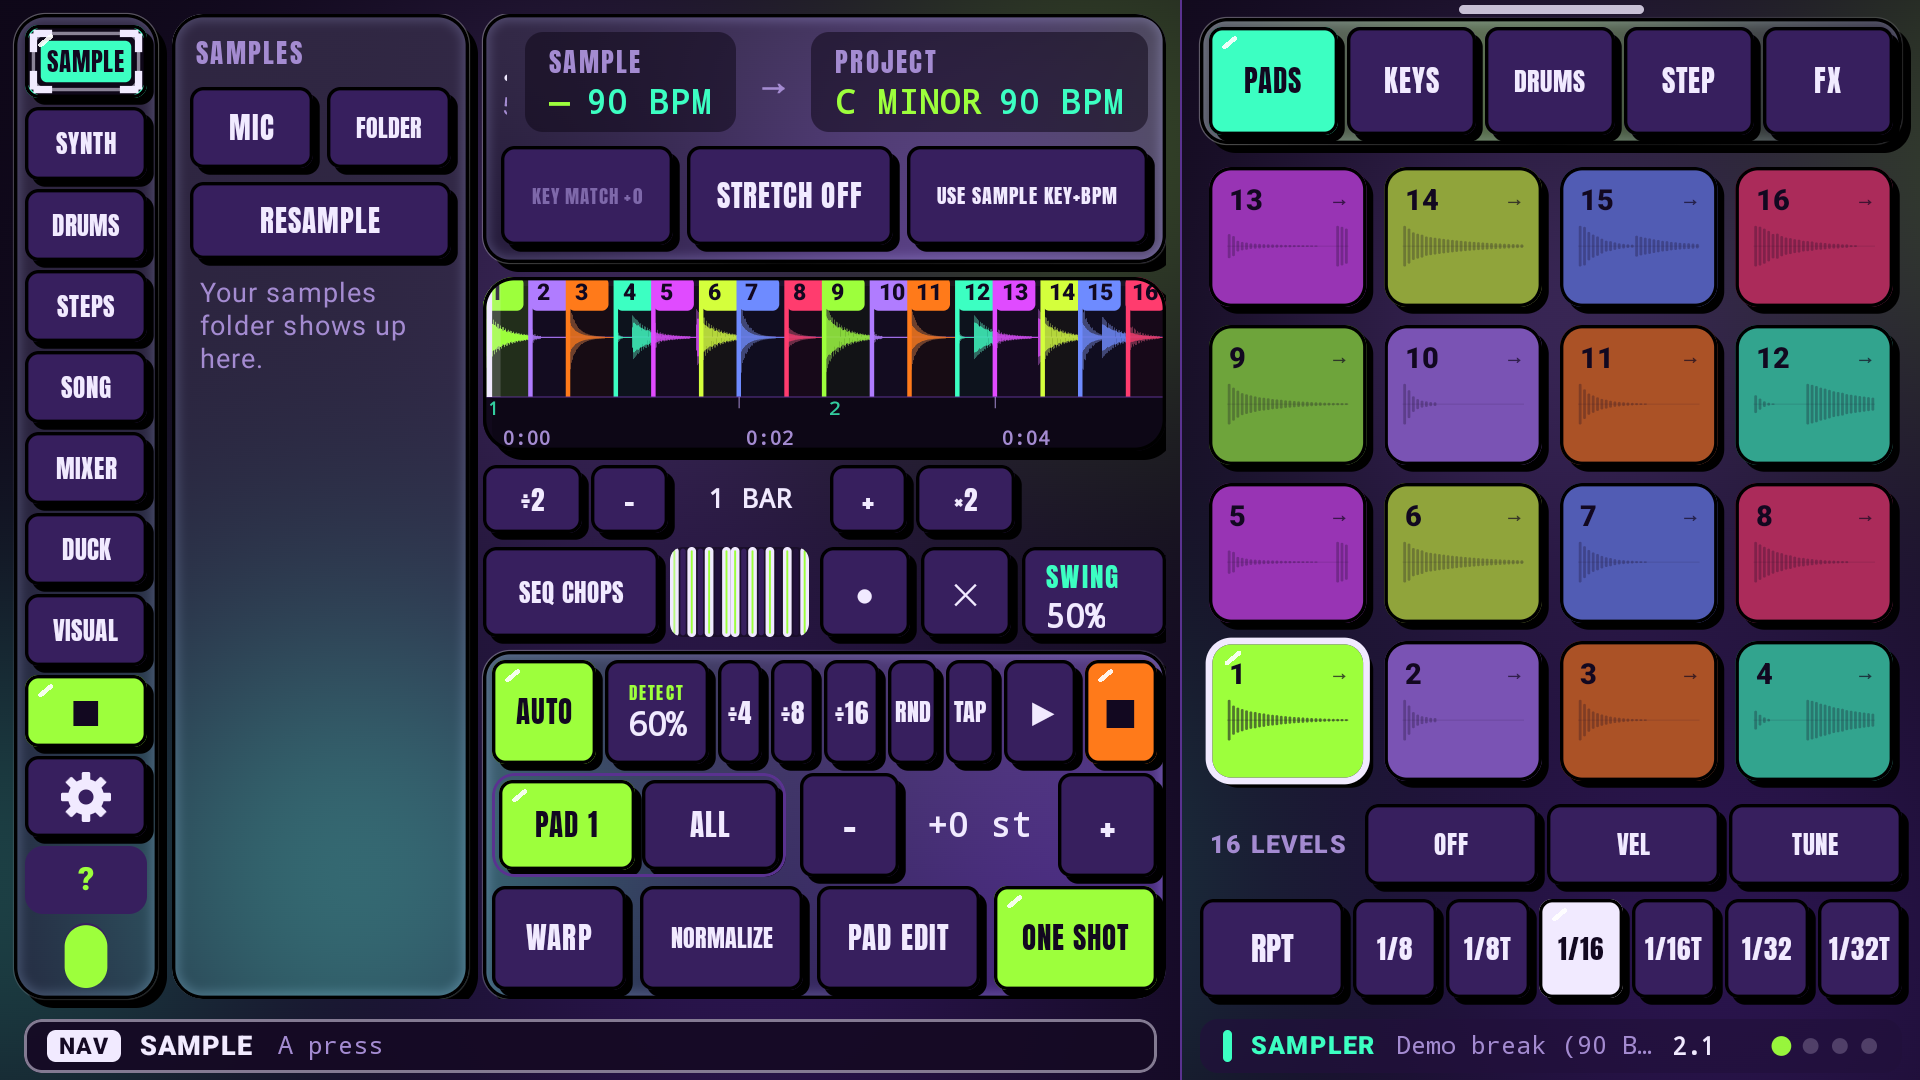 SAMPLE
SYNTH
DRUMS
STEPS
SONG
MIXER
DUCK
VISUAL
?
SAMPLES
MIC
FOLDER
RESAMPLE
Your samples
folder shows up
here.
SAMPLE
– 90 BPM
→
PROJECT
C MINOR 90 BPM
KEY MATCH +0
STRETCH OFF
USE SAMPLE KEY+BPM
1 2 3 4 5 6 7 8 9 10 11 12 13 14 15 16
1 2
0:00 0:02 0:04
÷2 - 1 BAR + ×2
SEQ CHOPS
SWING
50%
AUTO
DETECT
60%
÷4 ÷8 ÷16 RND TAP
PAD 1 ALL - +0 st +
WARP NORMALIZE PAD EDIT ONE SHOT
NAV SAMPLE A press
PADS KEYS DRUMS STEP FX
13 → 14 → 15 → 16 →
9 → 10 → 11 → 12 →
5 → 6 → 7 → 8 →
1 → 2 → 3 → 4 →
16 LEVELS OFF VEL TUNE
RPT 1/8 1/8T 1/16 1/16T 1/32 1/32T
SAMPLER Demo break (90 B… 2.1